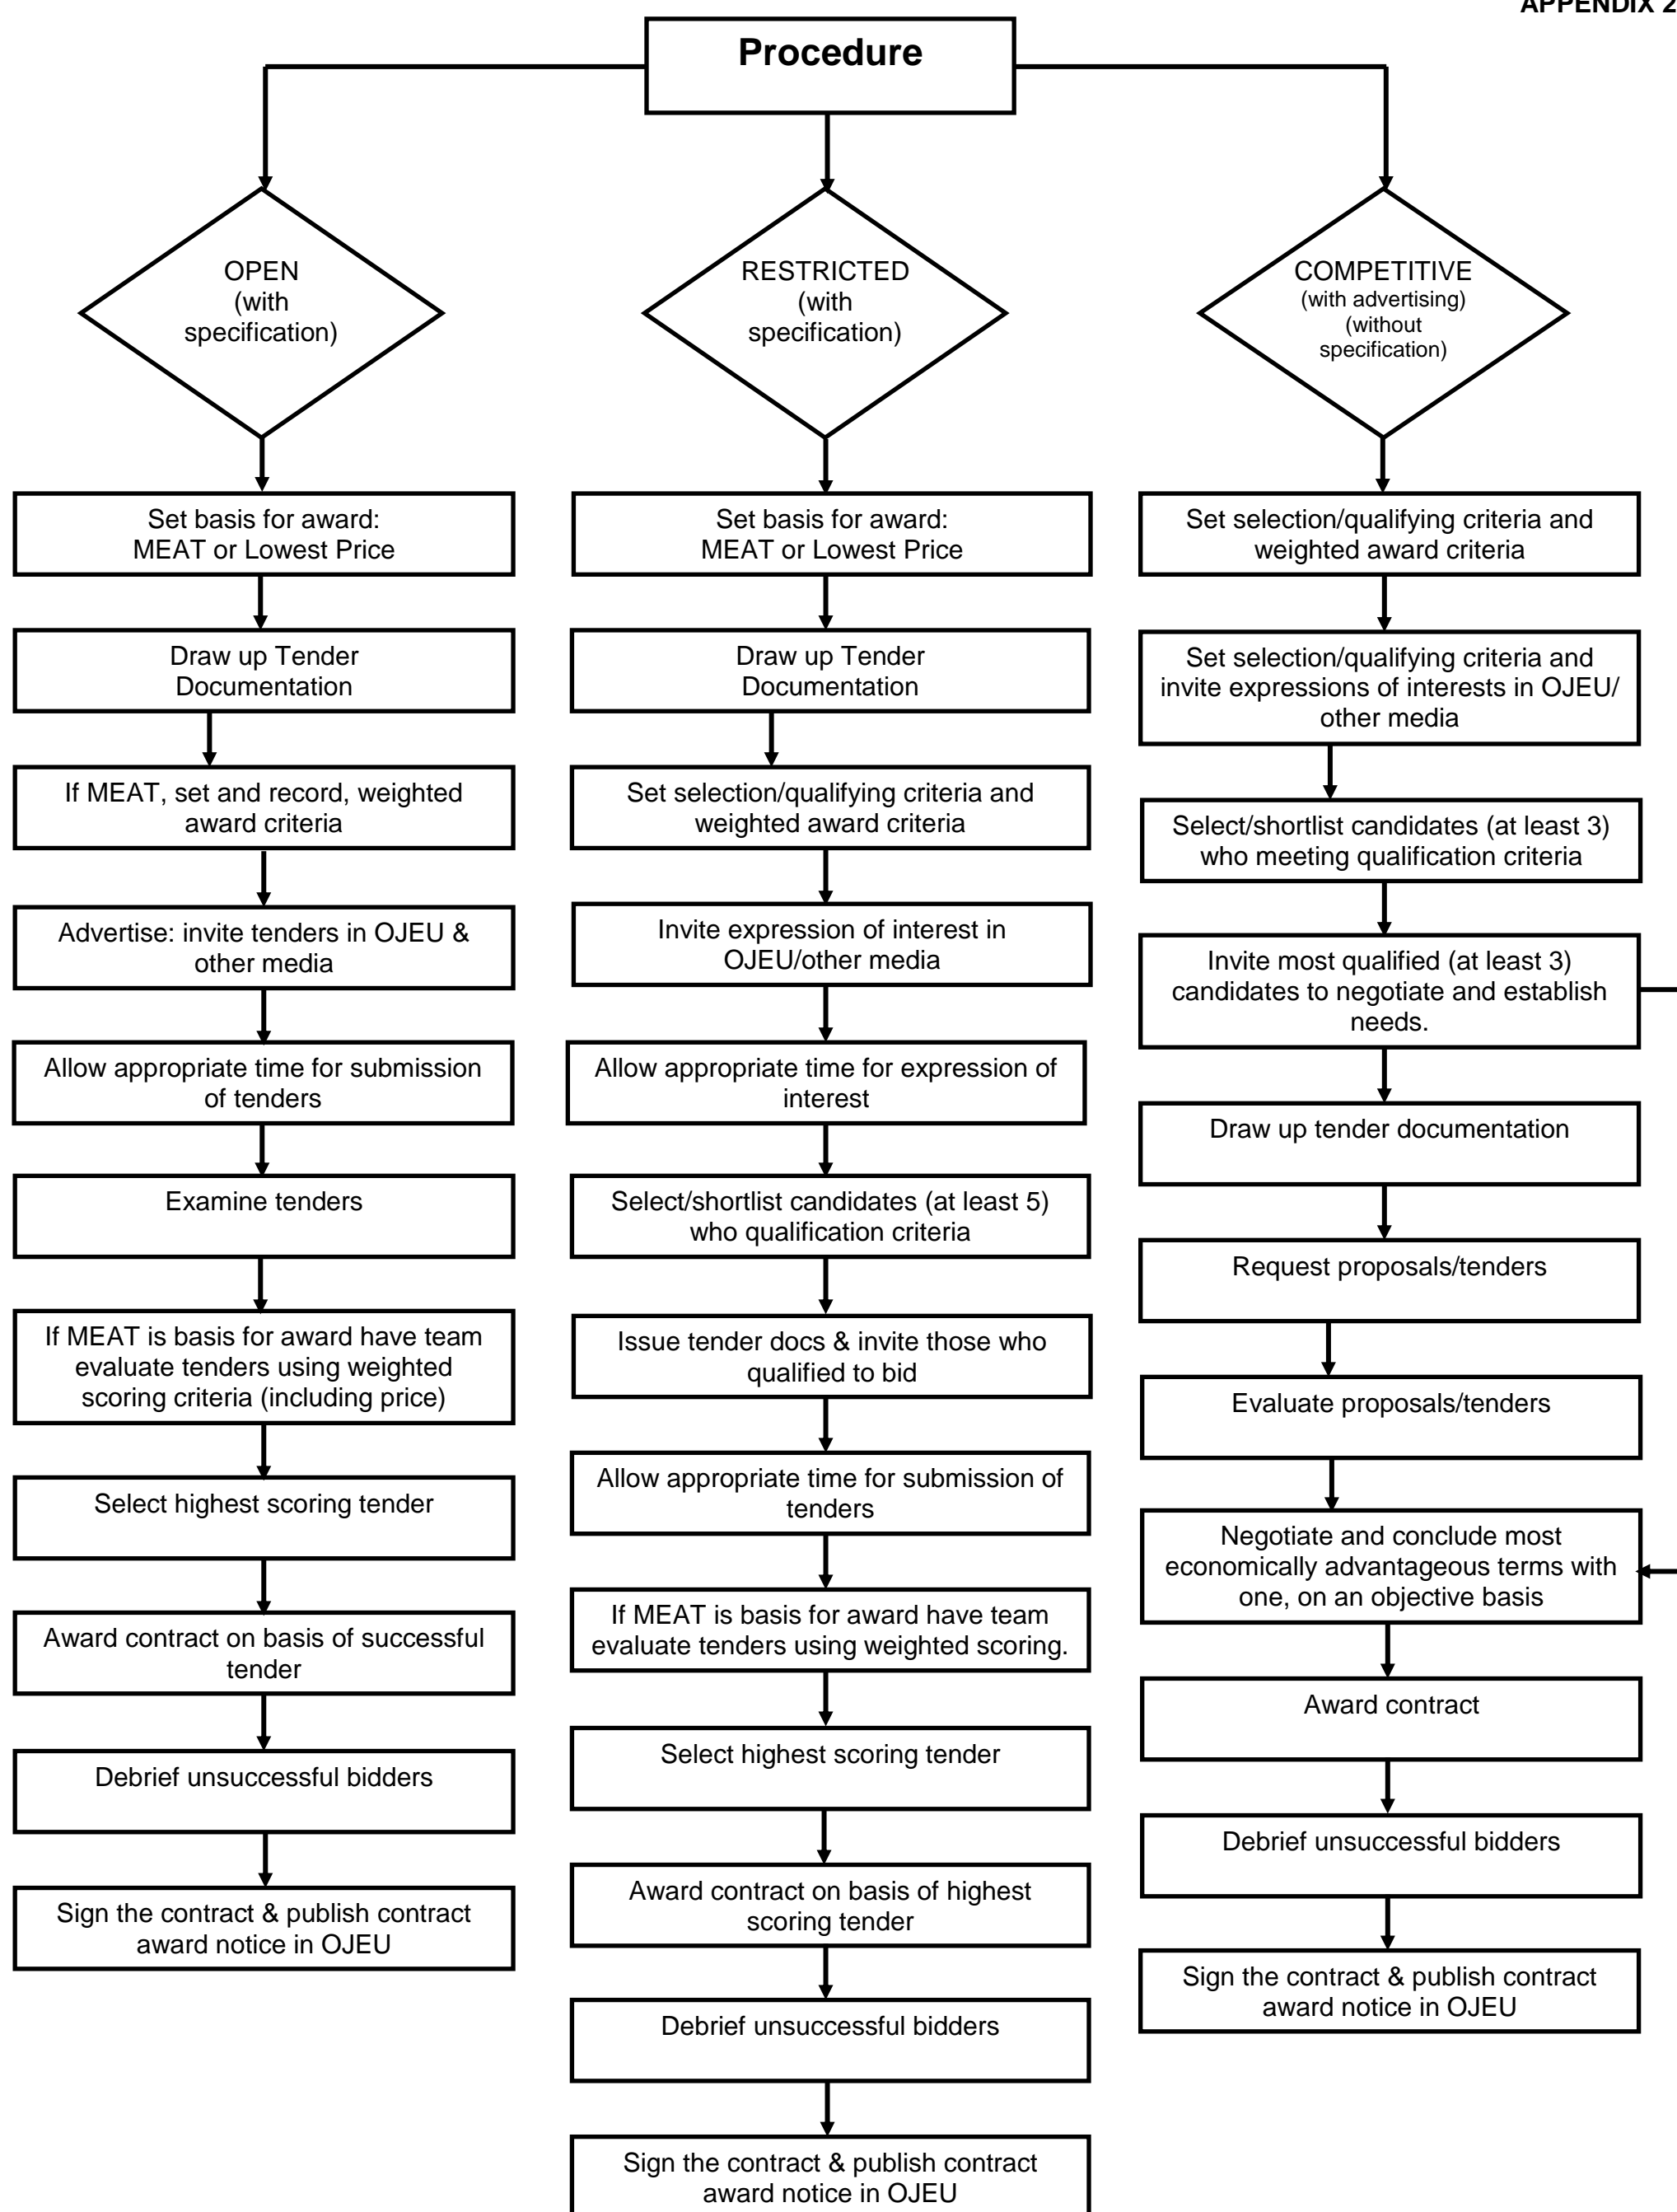 APPENDIX 2
Procedure
OPEN
(with
specification)
Set basis for award:
MEAT or Lowest Price
Draw up Tender
Documentation
If MEAT, set and record, weighted
award criteria
Advertise: invite tenders in OJEU &
other media
Allow appropriate time for submission
of tenders
Examine tenders
If MEAT is basis for award have team
evaluate tenders using weighted
scoring criteria (including price)
Select highest scoring tender
Award contract on basis of successful
tender
Debrief unsuccessful bidders
Sign the contract & publish contract
award notice in OJEU
RESTRICTED
(with
specification)
Set basis for award:
MEAT or Lowest Price
Draw up Tender
Documentation
Set selection/qualifying criteria and
weighted award criteria
Invite expression of interest in
OJEU/other media
Allow appropriate time for expression of
interest
Select/shortlist candidates (at least 5)
who qualification criteria
Issue tender docs & invite those who
qualified to bid
Allow appropriate time for submission of
tenders
If MEAT is basis for award have team
evaluate tenders using weighted scoring.
Select highest scoring tender
Award contract on basis of highest
scoring tender
Debrief unsuccessful bidders
Sign the contract & publish contract
award notice in OJEU
COMPETITIVE
(with advertising)
(without
specification)
Set selection/qualifying criteria and
weighted award criteria
Set selection/qualifying criteria and
invite expressions of interests in OJEU/
other media
Select/shortlist candidates (at least 3)
who meeting qualification criteria
Invite most qualified (at least 3)
candidates to negotiate and establish
needs.
Draw up tender documentation
Request proposals/tenders
Evaluate proposals/tenders
Negotiate and conclude most
economically advantageous terms with
one, on an objective basis
Award contract
Debrief unsuccessful bidders
Sign the contract & publish contract
award notice in OJEU